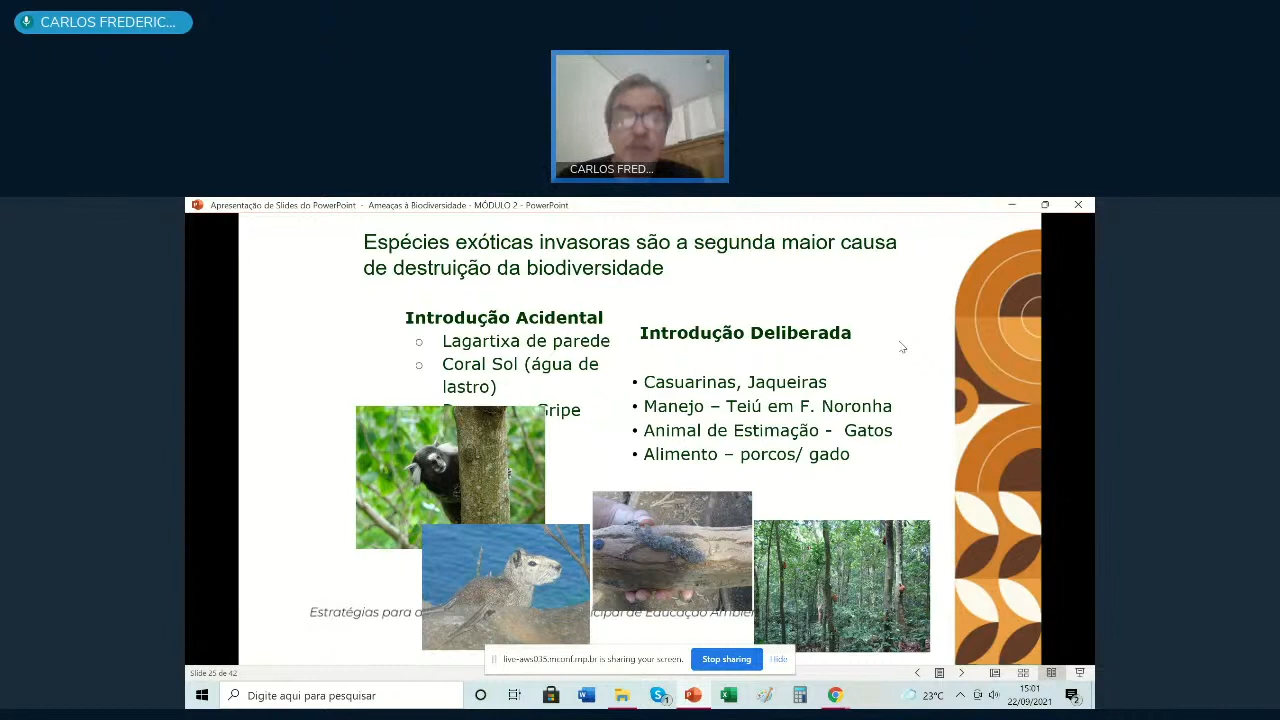 CARLOS FREDERIC...
CARLOS FRED...
Apresentação de Slides do PowerPoint - Ameaças à Biodiversidade - MÓDULO 2 - PowerPoint
Espécies exóticas invasoras são a segunda maior causa
de destruição da biodiversidade
Introdução Acidental
○ Lagartixa de parede
○ Coral Sol (água de
lastro)
Gripe
Introdução Deliberada
• Casuarinas, Jaqueiras
• Manejo – Teiú em F. Noronha
• Animal de Estimação - Gatos
• Alimento – porcos/ gado
Estratégias para a
de Educação
live-aws035.mconf.rnp.br is sharing your screen.
Stop sharing
Hide
Slide 25 de 42
Digite aqui para pesquisar
23°C
15:01
22/09/2021